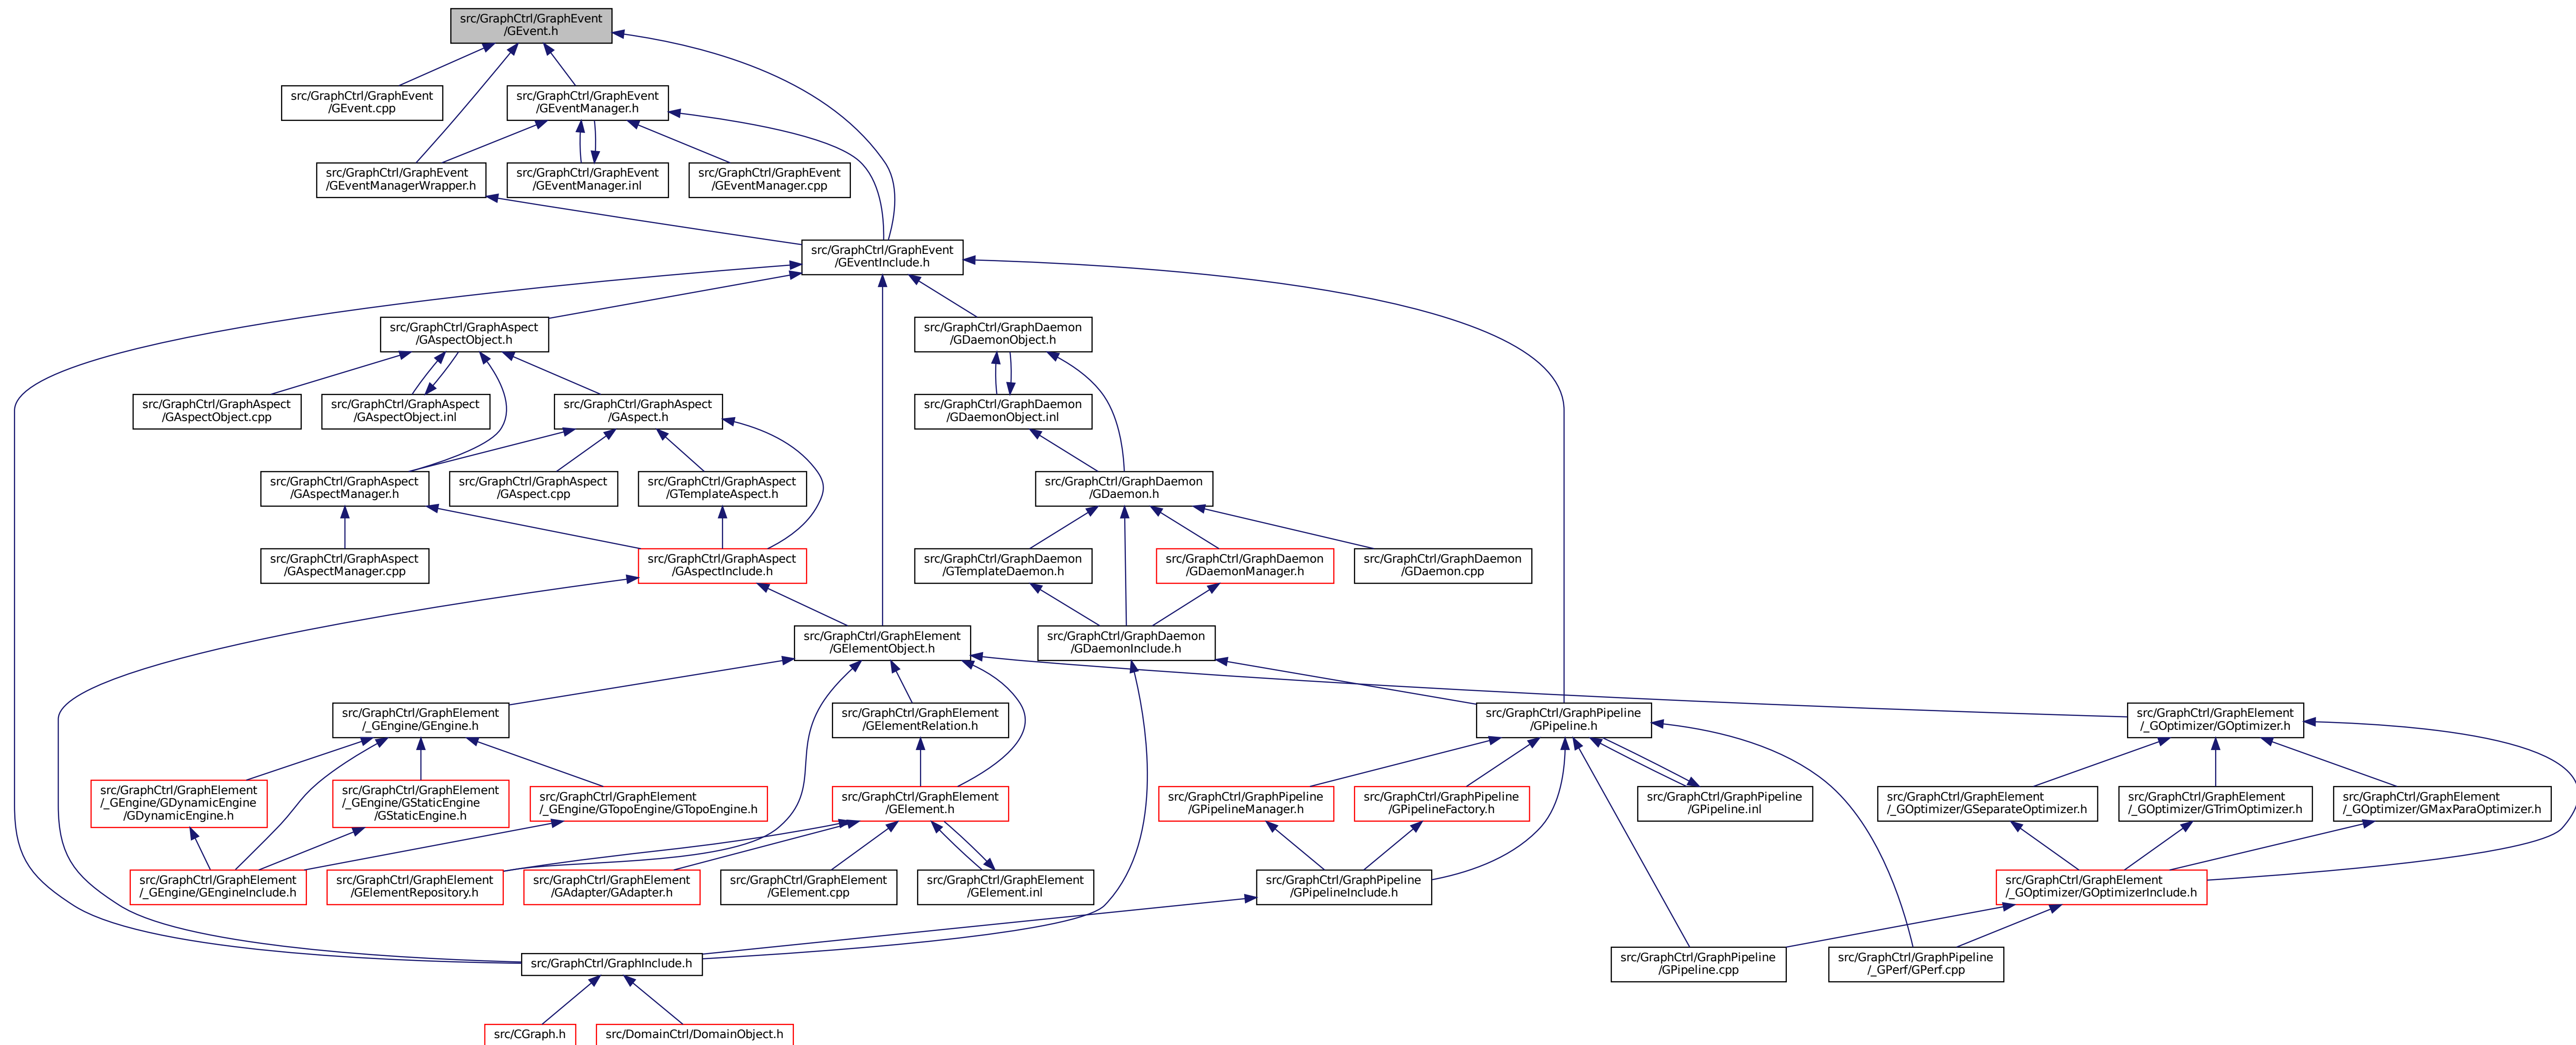 src/GraphCtrl/GraphEvent
/GEvent.h
src/GraphCtrl/GraphEvent
/GEvent.cpp
src/GraphCtrl/GraphEvent
/GEventManager.h
src/GraphCtrl/GraphEvent
/GEventManagerWrapper.h
src/GraphCtrl/GraphEvent
/GEventManager.inl
src/GraphCtrl/GraphEvent
/GEventManager.cpp
src/GraphCtrl/GraphEvent
/GEventInclude.h
src/GraphCtrl/GraphAspect
/GAspectObject.h
src/GraphCtrl/GraphDaemon
/GDaemonObject.h
src/GraphCtrl/GraphAspect
/GAspectObject.cpp
src/GraphCtrl/GraphAspect
/GAspectObject.inl
src/GraphCtrl/GraphAspect
/GAspect.h
src/GraphCtrl/GraphDaemon
/GDaemonObject.inl
src/GraphCtrl/GraphAspect
/GAspectManager.h
src/GraphCtrl/GraphAspect
/GAspect.cpp
src/GraphCtrl/GraphAspect
/GTemplateAspect.h
src/GraphCtrl/GraphDaemon
/GDaemon.h
src/GraphCtrl/GraphAspect
/GAspectManager.cpp
src/GraphCtrl/GraphAspect
/GAspectInclude.h
src/GraphCtrl/GraphDaemon
/GTemplateDaemon.h
src/GraphCtrl/GraphDaemon
/GDaemonManager.h
src/GraphCtrl/GraphDaemon
/GDaemon.cpp
src/GraphCtrl/GraphElement
/GElementObject.h
src/GraphCtrl/GraphDaemon
/GDaemonInclude.h
src/GraphCtrl/GraphElement
/_GEngine/GEngine.h
src/GraphCtrl/GraphElement
/GElementRelation.h
src/GraphCtrl/GraphPipeline
/GPipeline.h
src/GraphCtrl/GraphElement
/_GOptimizer/GOptimizer.h
src/GraphCtrl/GraphElement
/_GEngine/GDynamicEngine
/GDynamicEngine.h
src/GraphCtrl/GraphElement
/_GEngine/GStaticEngine
/GStaticEngine.h
src/GraphCtrl/GraphElement
/_GEngine/GTopoEngine/GTopoEngine.h
src/GraphCtrl/GraphElement
/GElement.h
src/GraphCtrl/GraphPipeline
/GPipelineManager.h
src/GraphCtrl/GraphPipeline
/GPipelineFactory.h
src/GraphCtrl/GraphPipeline
/GPipeline.inl
src/GraphCtrl/GraphElement
/_GOptimizer/GSeparateOptimizer.h
src/GraphCtrl/GraphElement
/_GOptimizer/GTrimOptimizer.h
src/GraphCtrl/GraphElement
/_GOptimizer/GMaxParaOptimizer.h
src/GraphCtrl/GraphElement
/_GEngine/GEngineInclude.h
src/GraphCtrl/GraphElement
/GElementRepository.h
src/GraphCtrl/GraphElement
/GAdapter/GAdapter.h
src/GraphCtrl/GraphElement
/GElement.cpp
src/GraphCtrl/GraphElement
/GElement.inl
src/GraphCtrl/GraphPipeline
/GPipelineInclude.h
src/GraphCtrl/GraphElement
/_GOptimizer/GOptimizerInclude.h
src/GraphCtrl/GraphInclude.h
src/GraphCtrl/GraphPipeline
/GPipeline.cpp
src/GraphCtrl/GraphPipeline
/_GPerf/GPerf.cpp
src/CGraph.h
src/DomainCtrl/DomainObject.h